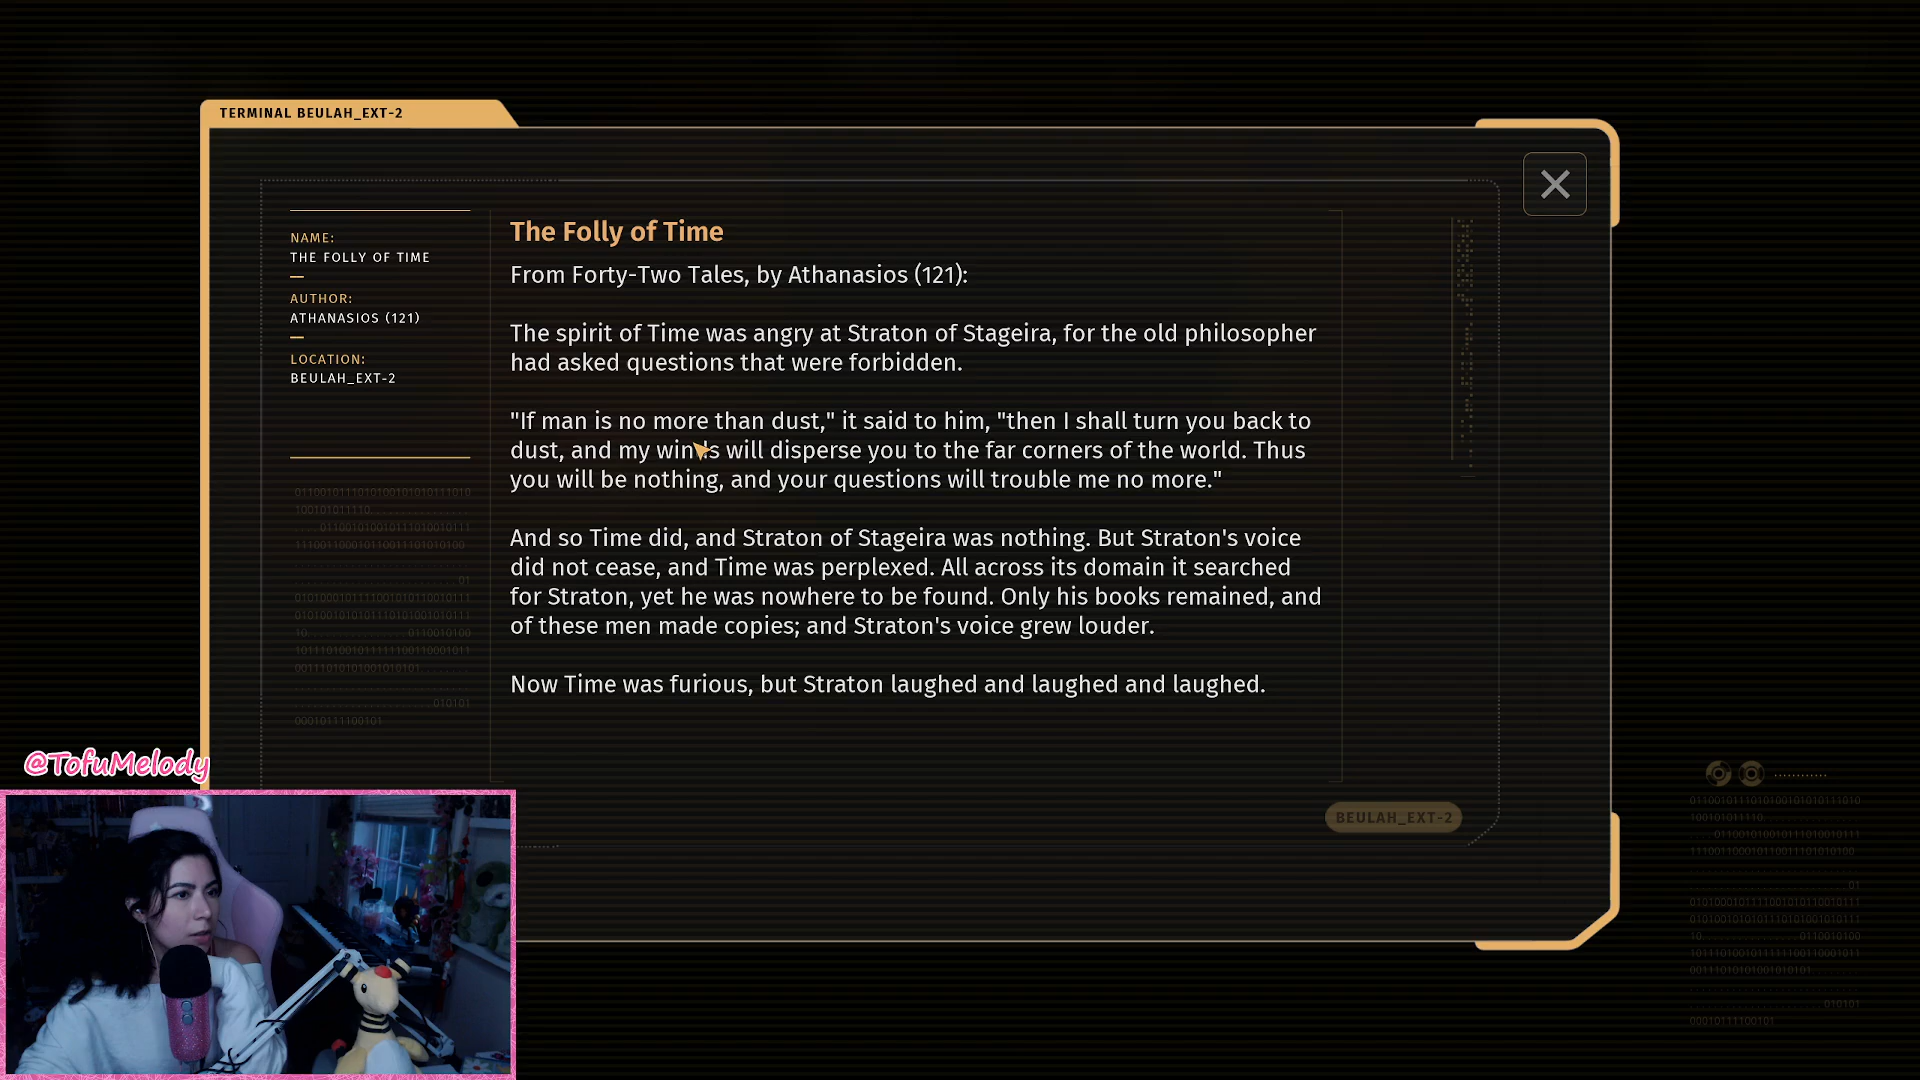 TERMINAL BEULAH_EXT-2
NAME:
THE FOLLY OF TIME
AUTHOR:
ATHANASIOS (121)
LOCATION:
BEULAH_EXT-2
The Folly of Time
From Forty-Two Tales, by Athanasios (121):
The spirit of Time was angry at Straton of Stageira, for the old philosopher
had asked questions that were forbidden.
"If man is no more than dust," it said to him, "then I shall turn you back to
dust, and my winds will disperse you to the far corners of the world. Thus
you will be nothing, and your questions will trouble me no more."
And so Time did, and Straton of Stageira was nothing. But Straton's voice
did not cease, and Time was perplexed. All across its domain it searched
for Straton, yet he was nowhere to be found. Only his books remained, and
of these men made copies; and Straton's voice grew louder.
Now Time was furious, but Straton laughed and laughed and laughed.
BEULAH_EXT-2
@TofuMelody